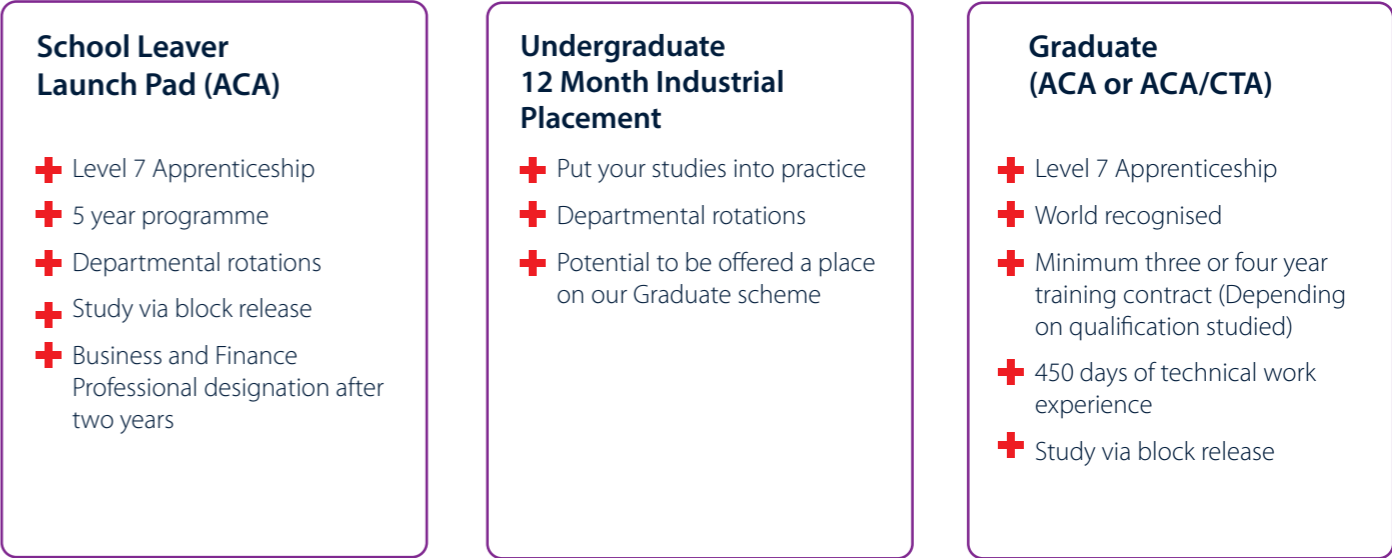 School Leaver
Launch Pad (ACA)
Level 7 Apprenticeship
5 year programme
Departmental rotations
Study via block release
Business and Finance
Professional designation after
two years
Undergraduate
12 Month Industrial
Placement
Put your studies into practice
Departmental rotations
Potential to be offered a place
on our Graduate scheme
Graduate
(ACA or ACA/CTA)
Level 7 Apprenticeship
World recognised
Minimum three or four year
training contract (Depending
on qualification studied)
450 days of technical work
experience
Study via block release